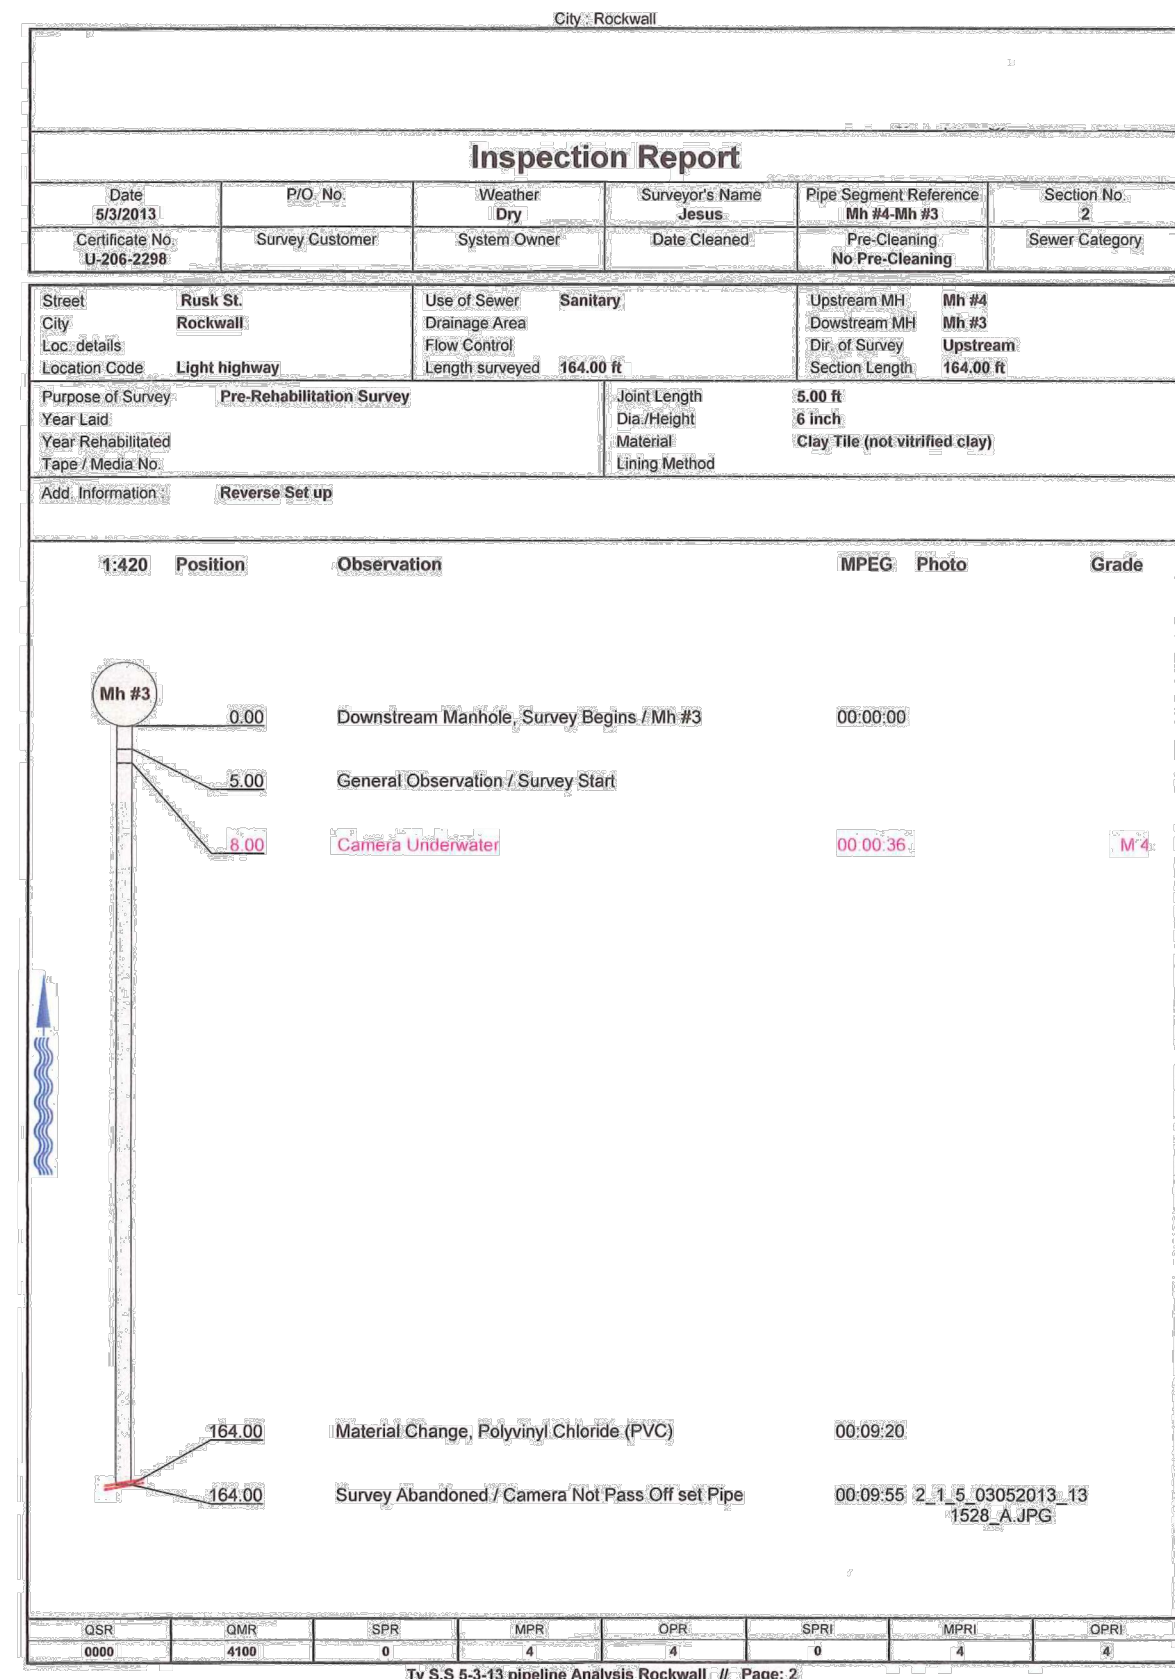 City : Rockwall
Inspection Report
Date P/O. No. Weather Surveyor's Name Pipe Segment Reference Section No.
5/3/2013 Dry Jesus Mh #4-Mh #3 2
Certificate No. Survey Customer System Owner Date Cleaned Pre-Cleaning Sewer Category
U-206-2298 No Pre-Cleaning
Street Rusk St. Use of Sewer Sanitary Upstream MH Mh #4
City Rockwall Drainage Area Dowstream MH Mh #3
Loc. details Flow Control Dir. of Survey Upstream
Location Code Light highway Length surveyed 164.00 ft Section Length 164.00 ft
Purpose of Survey Pre-Rehabilitation Survey Joint Length 5.00 ft
Year Laid Dia./Height 6 inch
Year Rehabilitated Material Clay Tile (not vitrified clay)
Tape / Media No. Lining Method
Add. Information : Reverse Set up
1:420 Position Observation MPEG Photo Grade
Mh #3
0.00 Downstream Manhole, Survey Begins / Mh #3 00:00:00
5.00 General Observation / Survey Start
8.00 Camera Underwater 00:00:36 M 4
164.00 Material Change, Polyvinyl Chloride (PVC) 00:09:20
164.00 Survey Abandoned / Camera Not Pass Off set Pipe 00:09:55 2_1_5_03052013_13
1528_A.JPG
QSR QMR SPR MPR OPR SPRI MPRI OPRI
0000 4100 0 4 4 0 4 4
Tv S.S 5-3-13 pipeline Analysis Rockwall // Page: 2